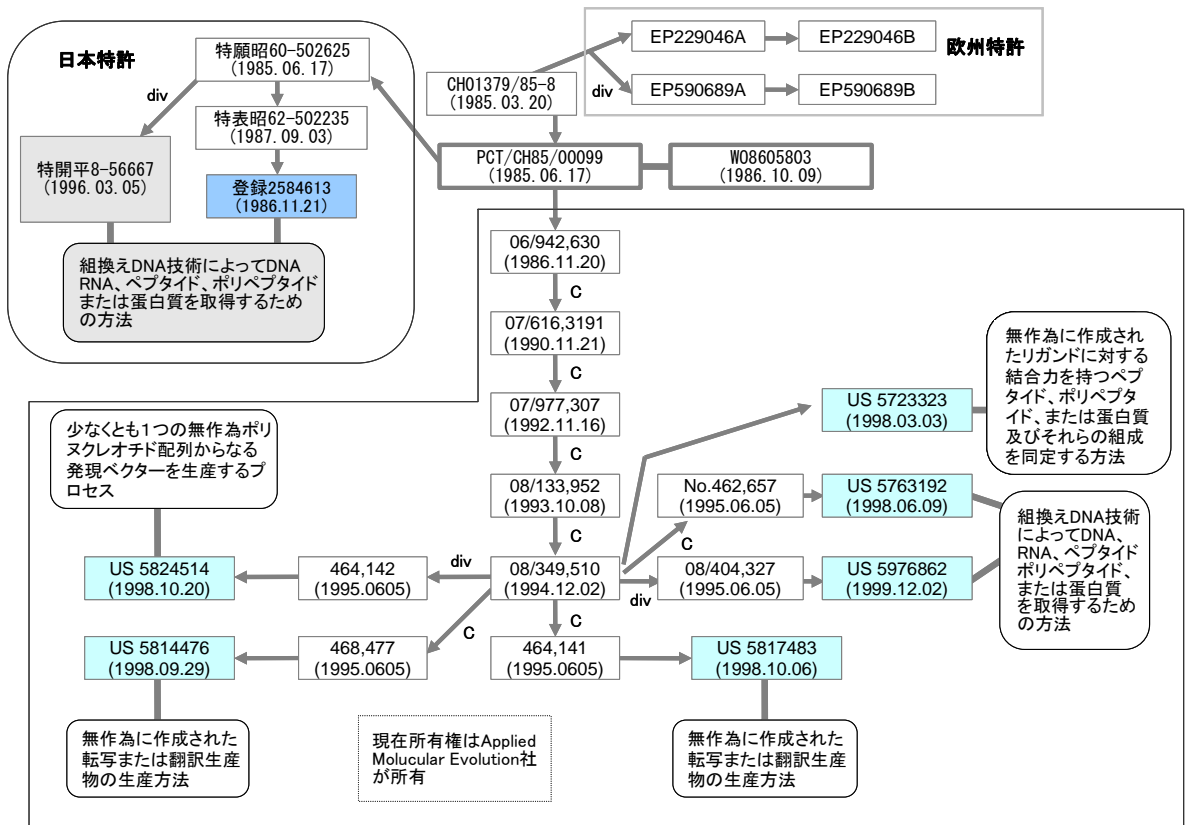 日本特許
特願昭60-502625
(1985.06.17)
div
特表昭62-502235
(1987.09.03)
特開平8-56667
(1996.03.05)
登録2584613
(1986.11.21)
組換えDNA技術によってDNA
RNA、ペプタイド、ポリペプタイド
または蛋白質を取得するため
の方法
CH01379/85-8
(1985.03.20)
div
EP229046A
EP229046B
欧州特許
EP590689A
EP590689B
PCT/CH85/00099
(1985.06.17)
WO8605803
(1986.10.09)
06/942,630
(1986.11.20)
C
07/616,3191
(1990.11.21)
C
07/977,307
(1992.11.16)
C
08/133,952
(1993.10.08)
C
08/349,510
(1994.12.02)
無作為に作成され
たリガンドに対する
結合力を持つペプ
タイド、ポリペプタ
イド、または蛋白質
及びそれらの組成
を同定する方法
US 5723323
(1998.03.03)
少なくとも1つの無作為ポリ
ヌクレオチド配列からなる
発現ベクターを生産するプ
ロセス
No.462,657
(1995.06.05)
US 5763192
(1998.06.09)
C
組換えDNA技術
によってDNA、
RNA、ペプタイド
ポリペプタイド、
または蛋白質
を取得するため
の方法
US 5824514
(1998.10.20)
464,142
(1995.0605)
div
div
08/404,327
(1995.06.05)
US 5976862
(1999.12.02)
C
C
US 5814476
(1998.09.29)
468,477
(1995.0605)
464,141
(1995.0605)
US 5817483
(1998.10.06)
無作為に作成された
転写または翻訳生産
物の生産方法
現在所有権はApplied
Molucular Evolution社
が所有
無作為に作成された
転写または翻訳生産
物の生産方法